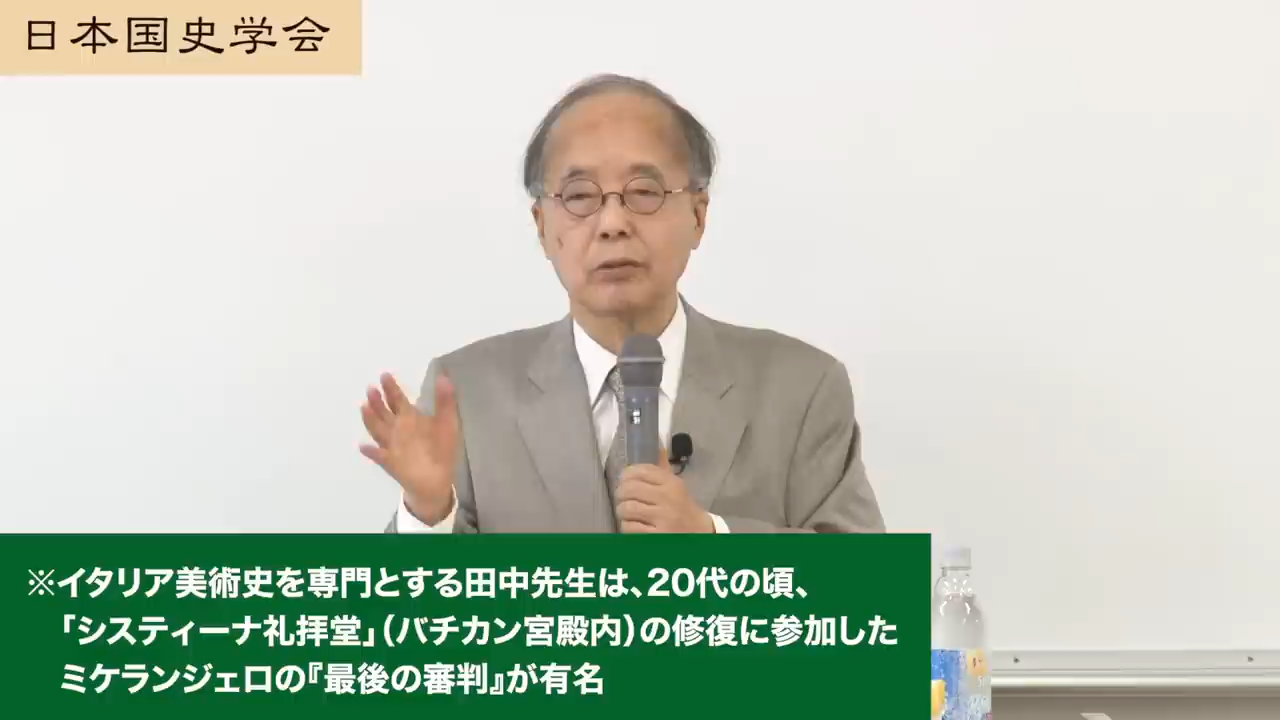 日本国史学会
※イタリア美術史を専門とする田中先生は、20代の頃、
「システィーナ礼拝堂」（バチカン宮殿内）の修復に参加した
ミケランジェロの『最後の審判』が有名